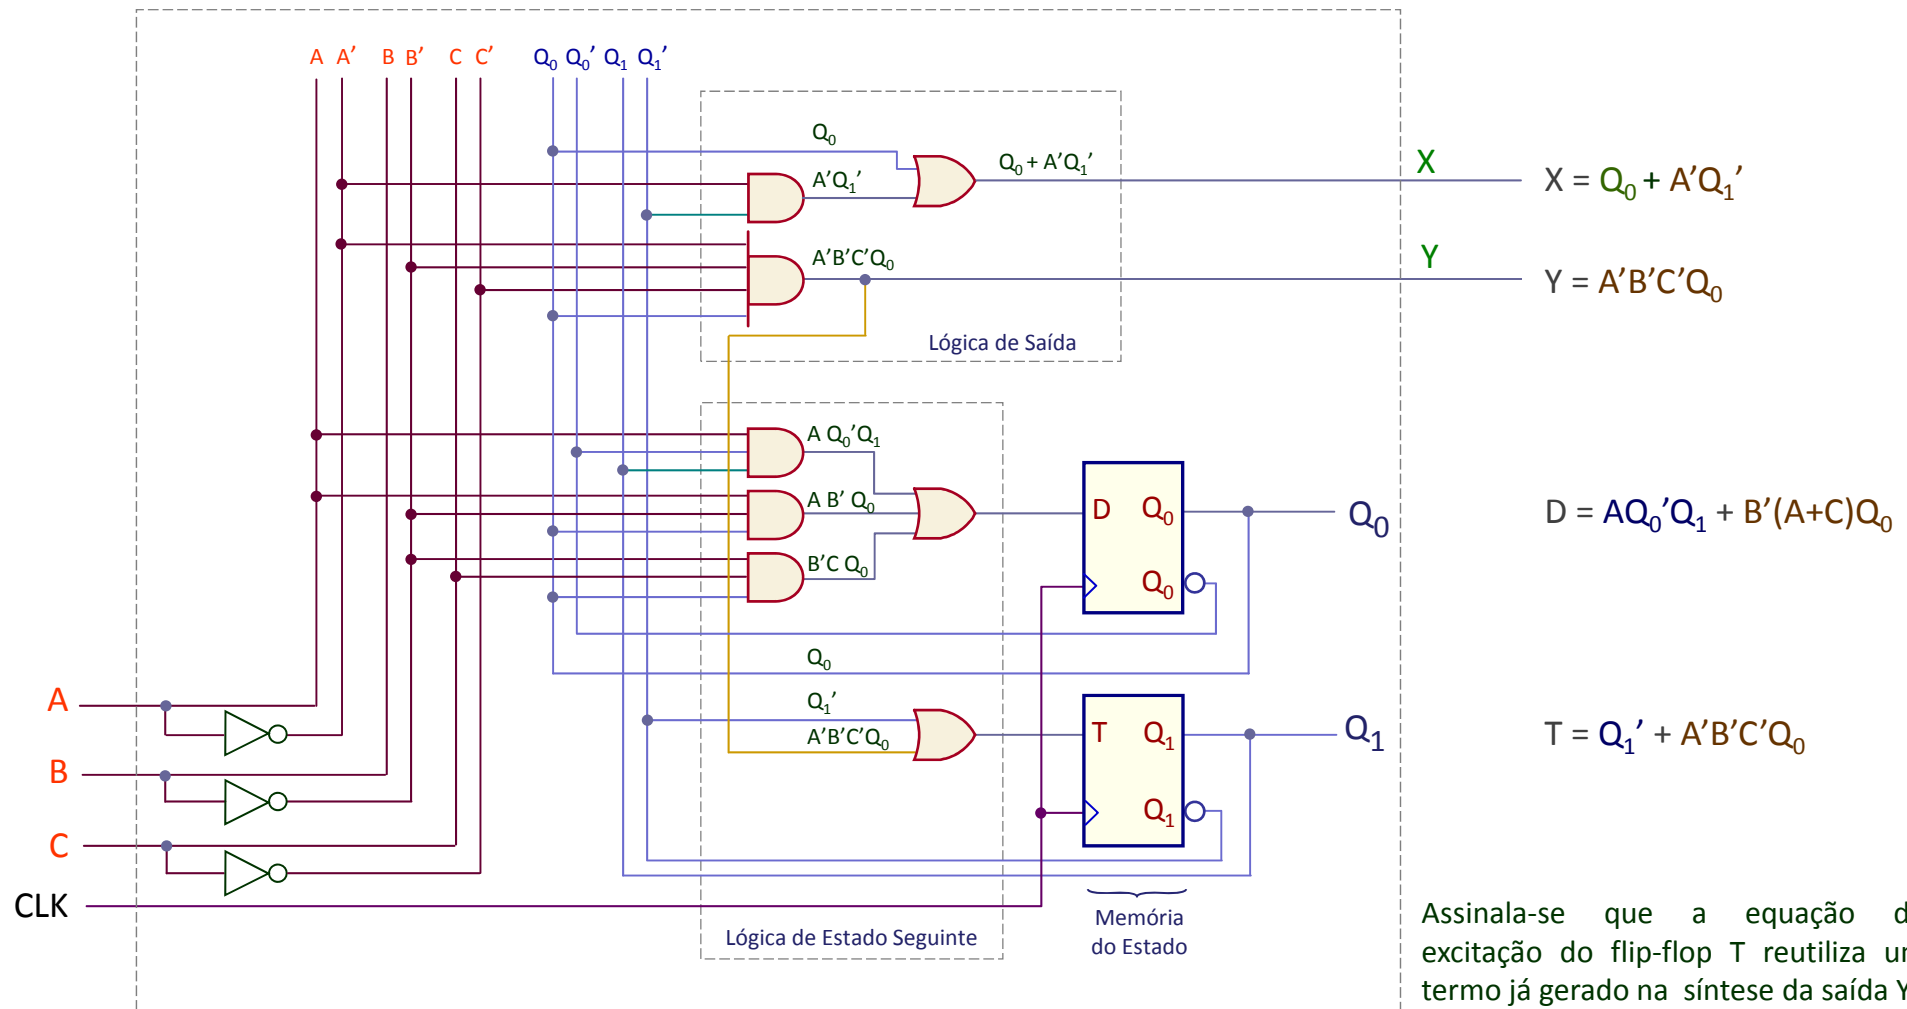 A A' B B' C C' Q₀ Q₀' Q₁ Q₁'
Q₀
A'Q₁'
Q₀ + A'Q₁'
X
X = Q₀ + A'Q₁'
A'B'C'Q₀
Y
Y = A'B'C'Q₀
Lógica de Saída
A Q₀'Q₁
A B' Q₀
B'C Q₀
D Q₀
Q₀
Q₀
D = AQ₀'Q₁ + B'(A+C)Q₀
Q₀
A
B
C
CLK
Q₁'
A'B'C'Q₀
T Q₁
Q₁
Q₁
T = Q₁' + A'B'C'Q₀
Lógica de Estado Seguinte
Memória
do Estado
Assinala-se que a equação d
excitação do flip-flop T reutiliza
termo já gerado na síntese da saída Y